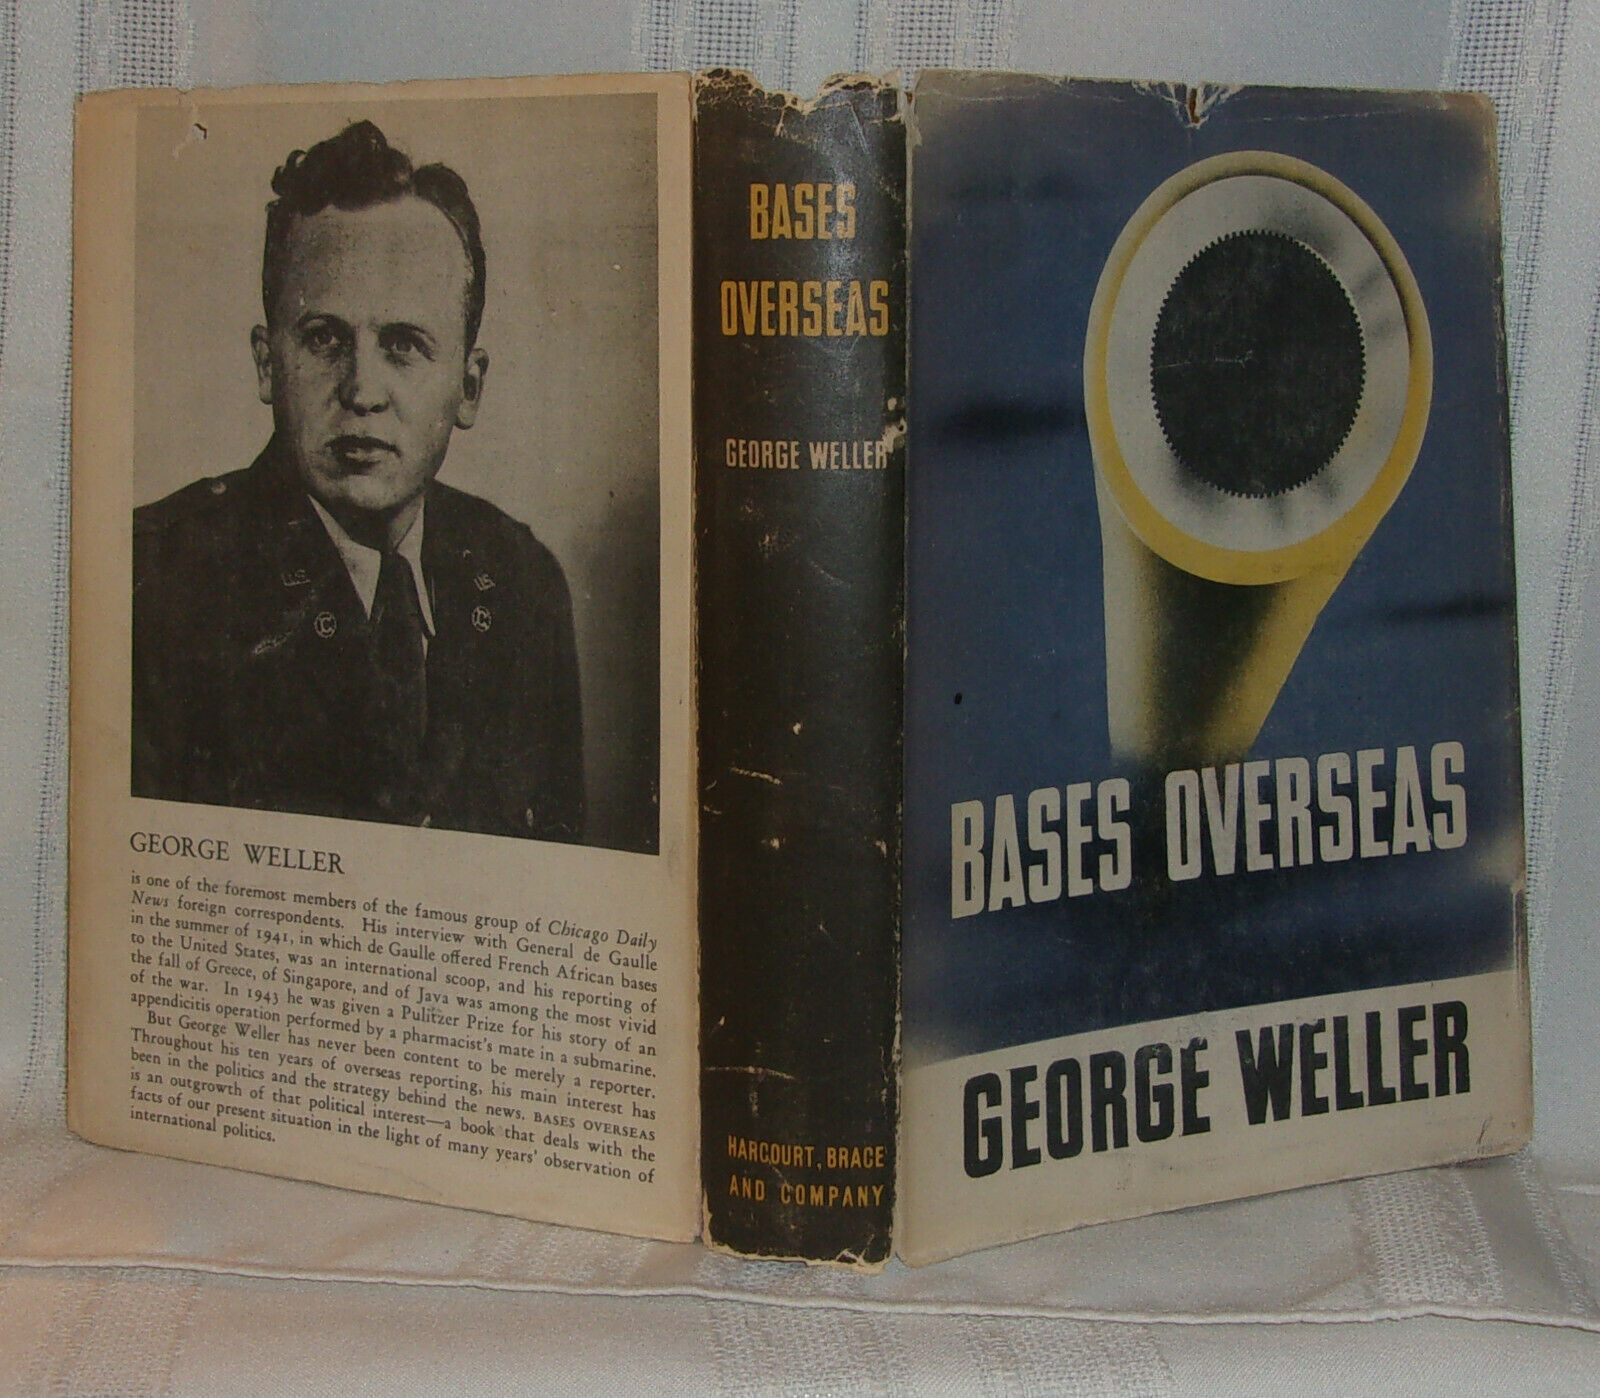 U.S.
U.S.
C
C
GEORGE WELLER
is one of the foremost members of the famous group of Chicago Daily
News foreign correspondents. His interview with General de Gaulle
in the summer of 1941, in which de Gaulle offered French African bases
to the United States, was an international scoop, and his reporting of
the fall of Greece, of Singapore, and of Java was among the most vivid
of the war. In 1943 he was given a Pulitzer Prize for his story of an
appendicitis operation performed by a pharmacist's mate in a submarine.
But George Weller has never been content to be merely a reporter.
Throughout his ten years of overseas reporting, his main interest has
been in the politics and the strategy behind the news. BASES OVERSEAS
is an outgrowth of that political interest—a book that deals with the
facts of our present situation in the light of many years' observation of
international politics.
BASES
OVERSEAS
GEORGE WELLER
HARCOURT, BRACE
AND COMPANY
BASES OVERSEAS
GEORGE WELLER